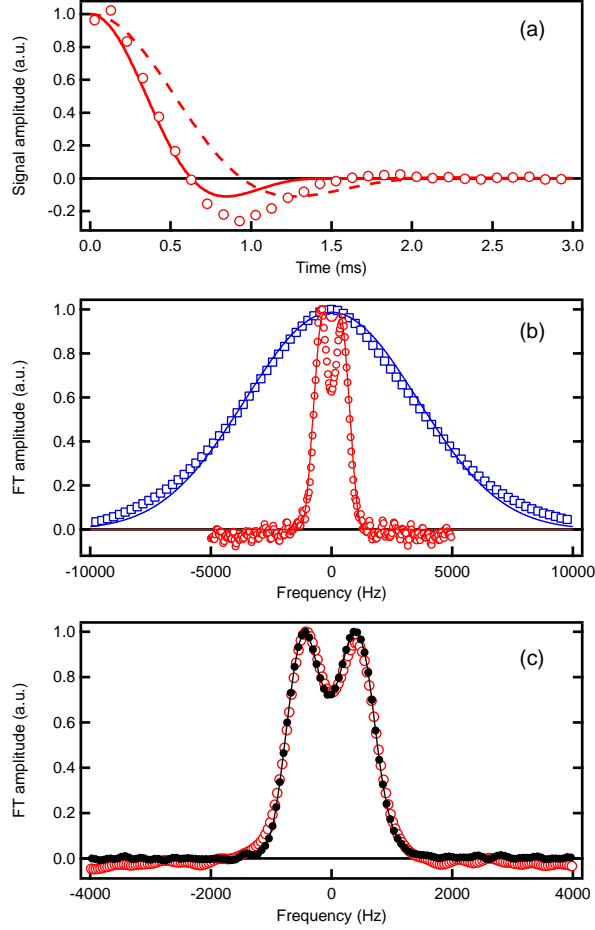 1.0
0.8
0.6
0.4
0.2
0.0
-0.2
Signal amplitude (a.u.)
(a)
0.0 0.5 1.0 1.5 2.0 2.5 3.0
Time (ms)
1.0
0.8
0.6
0.4
0.2
0.0
FT amplitude (a.u.)
(b)
-10000 -5000 0 5000 10000
Frequency (Hz)
1.0
0.8
0.6
0.4
0.2
0.0
FT amplitude (a.u.)
(c)
-4000 -2000 0 2000 4000
Frequency (Hz)